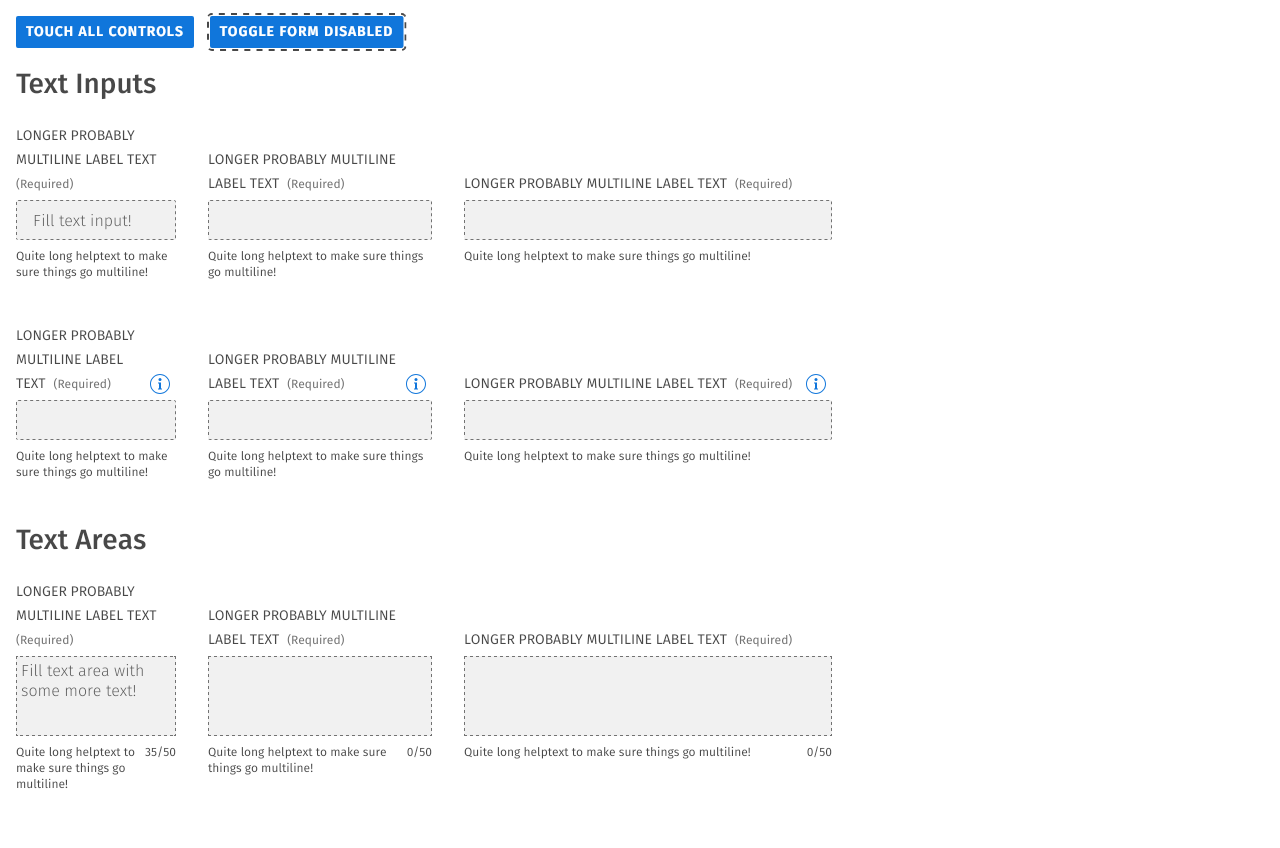 TOUCH ALL CONTROLS TOGGLE FORM DISABLED
Text Inputs
LONGER PROBABLY
MULTILINE LABEL TEXT
(Required)
Fill text input!
Quite long helptext to make
sure things go multiline!
LONGER PROBABLY MULTILINE
LABEL TEXT (Required)
Quite long helptext to make sure things
go multiline!
LONGER PROBABLY MULTILINE LABEL TEXT (Required)
Quite long helptext to make sure things go multiline!
LONGER PROBABLY
MULTILINE LABEL
TEXT (Required)
Quite long helptext to make
sure things go multiline!
LONGER PROBABLY MULTILINE
LABEL TEXT (Required)
Quite long helptext to make sure things
go multiline!
LONGER PROBABLY MULTILINE LABEL TEXT (Required)
Quite long helptext to make sure things go multiline!
Text Areas
LONGER PROBABLY
MULTILINE LABEL TEXT
(Required)
Fill text area with
some more text!
Quite long helptext to 35/50
make sure things go
multiline!
LONGER PROBABLY MULTILINE
LABEL TEXT (Required)
Quite long helptext to make sure 0/50
things go multiline!
LONGER PROBABLY MULTILINE LABEL TEXT (Required)
Quite long helptext to make sure things go multiline! 0/50